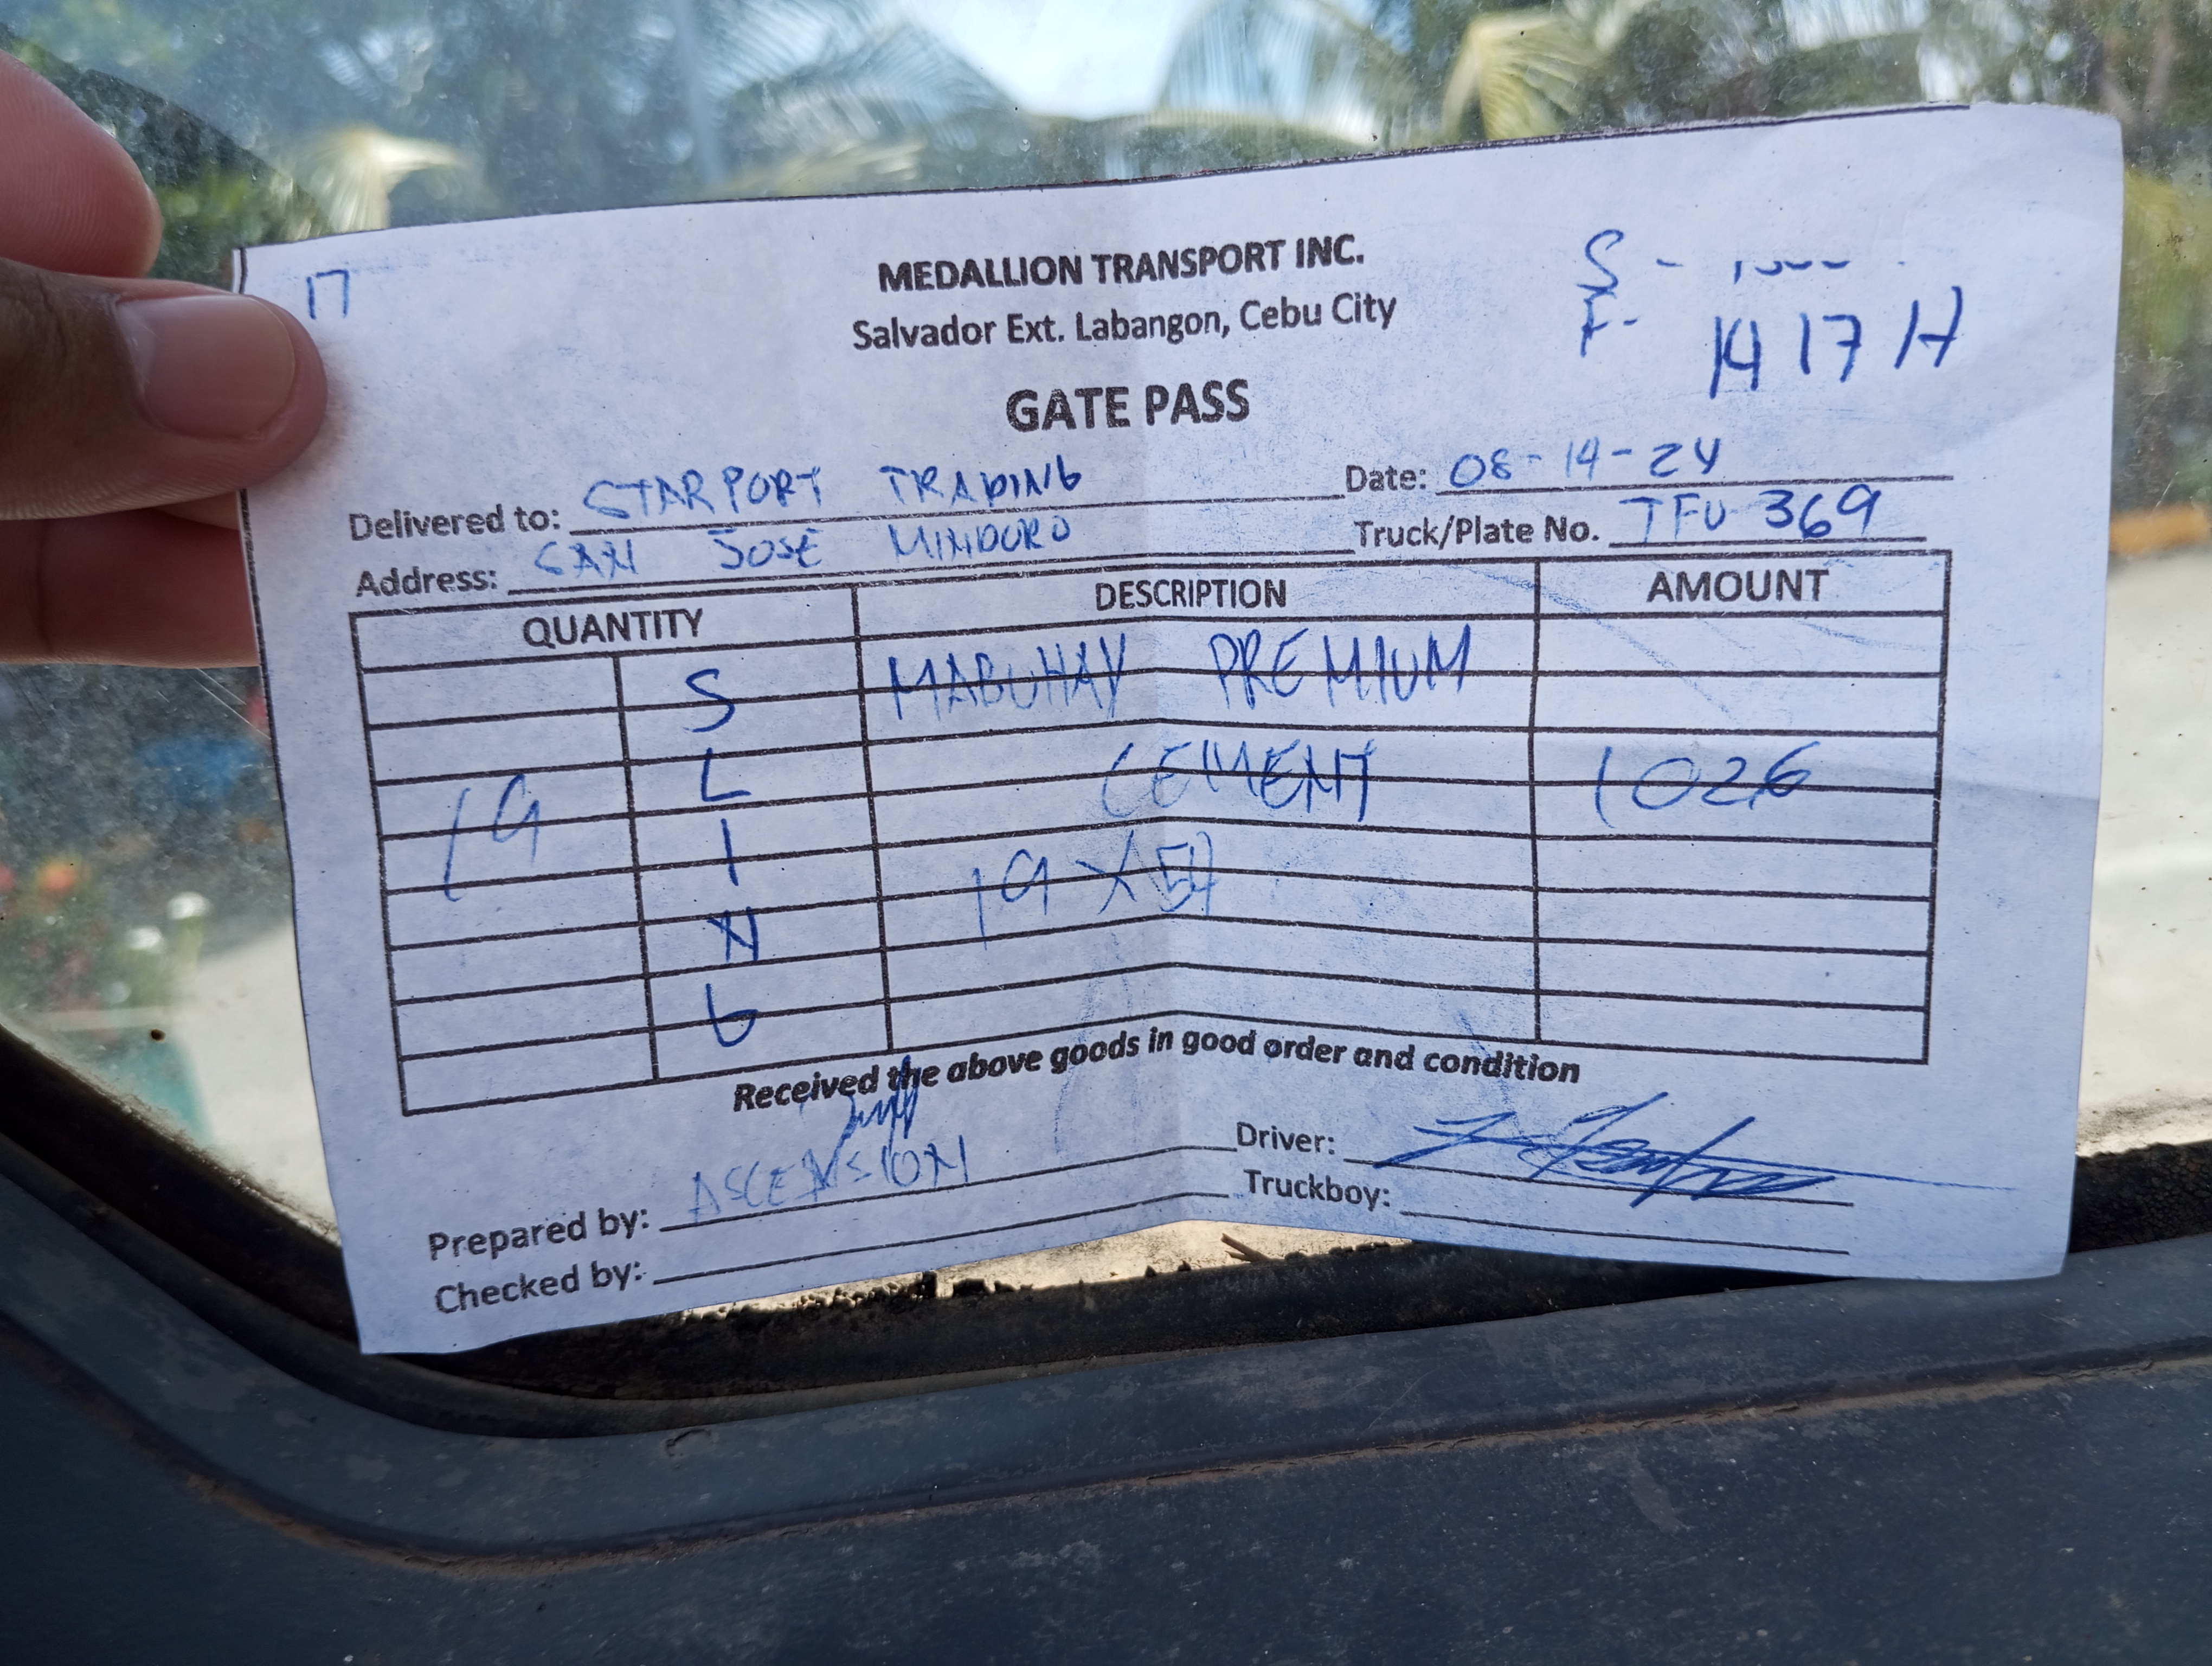 17
MEDALLION TRANSPORT INC.
Salvador Ext. Labangon, Cebu City
S -
F- 1417H
GATE PASS
Delivered to: STARPORT TRADING
Date: 08-14-24
Address: SAN JOSE MINDORO
Truck/Plate No. TFU 369
QUANTITY DESCRIPTION AMOUNT
S MABUHAY PREMIUM
L CEMENT 1026
19 I 19 X 54
N
G
Received the above goods in good order and condition
Prepared by: ASCENSION
Driver:
Checked by:
Truckboy: